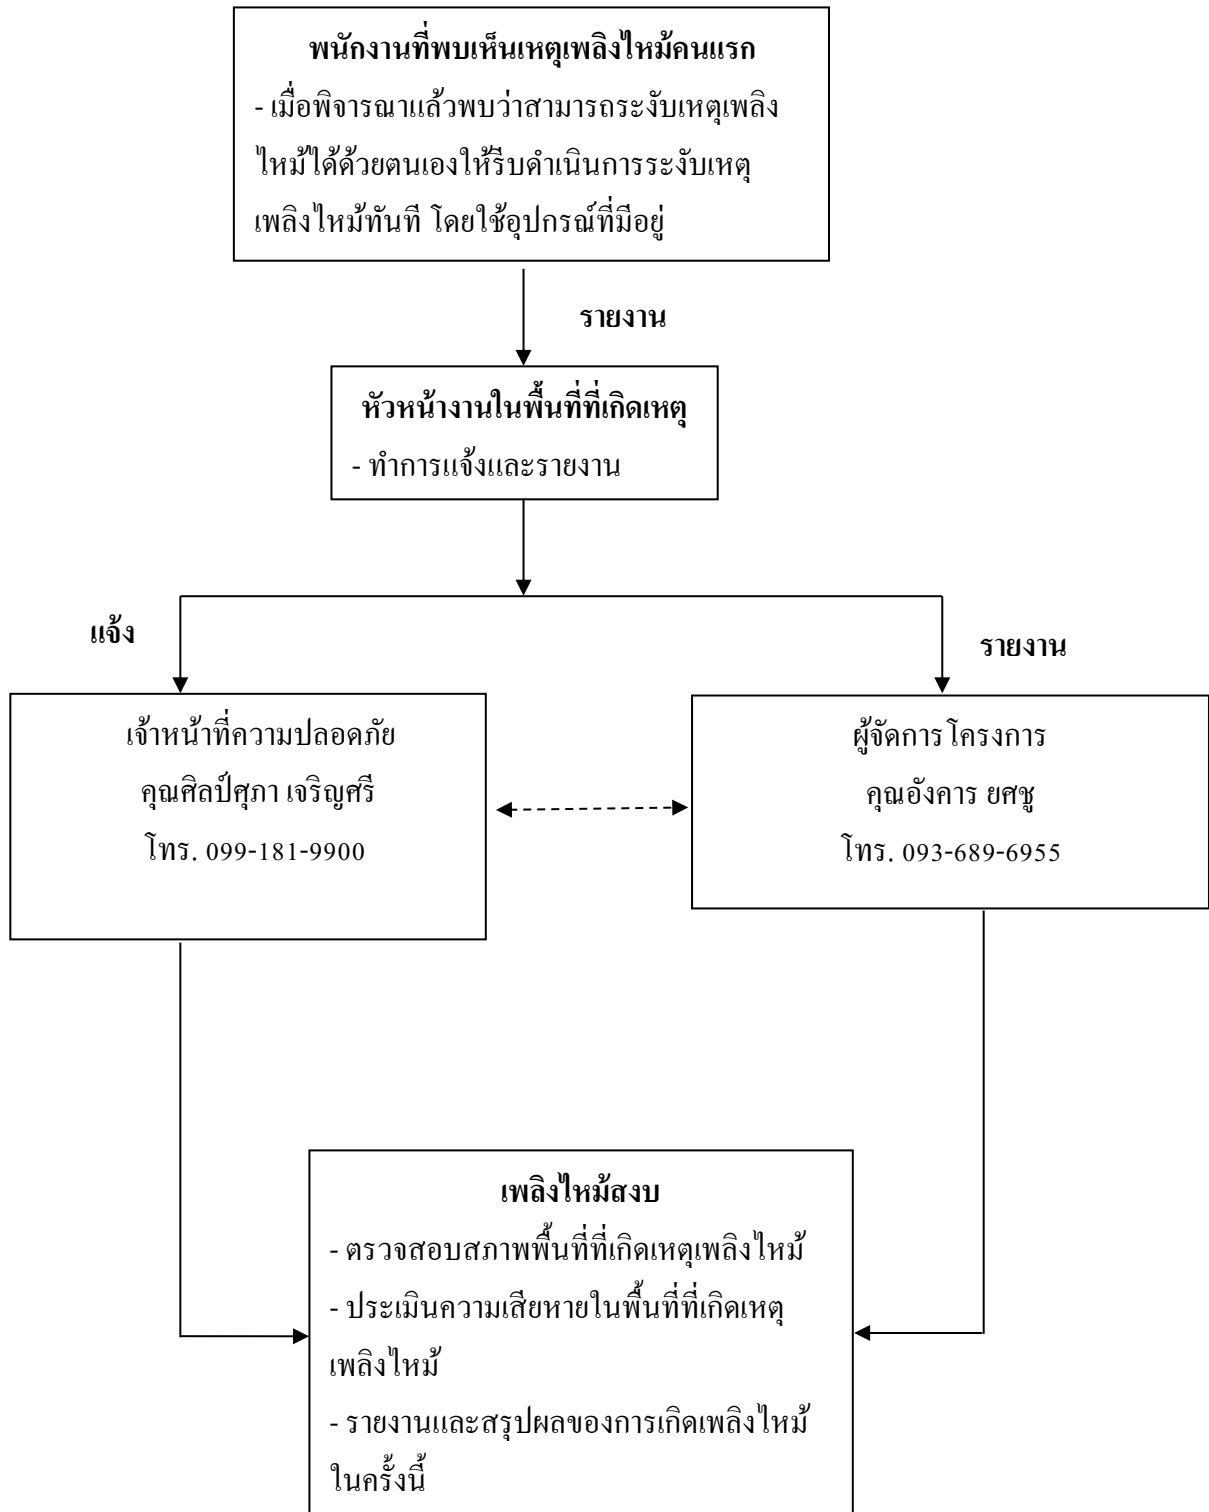 พนักงานที่พบเห็นเหตุเพลิงไหม้คนแรก
- เมื่อพิจารณาแล้วพบว่าสามารถระงับเหตุเพลิง
ไหม้ได้ด้วยตนเองให้รีบดำเนินการระงับเหตุ
เพลิงไหม้ทันที โดยใช้อุปกรณ์ที่มีอยู่
รายงาน
หัวหน้างานในพื้นที่ที่เกิดเหตุ
- ทำการแจ้งและรายงาน
แจ้ง
รายงาน
เจ้าหน้าที่ความปลอดภัย
คุณศิลป์ศุภา เจริญศรี
โทร. 099-181-9900
ผู้จัดการโครงการ
คุณอังคาร ยศชู
โทร. 093-689-6955
เพลิงไหม้สงบ
- ตรวจสอบสภาพพื้นที่ที่เกิดเหตุเพลิงไหม้
- ประเมินความเสียหายในพื้นที่ที่เกิดเหตุ
เพลิงไหม้
- รายงานและสรุปผลของการเกิดเพลิงไหม้
ในครั้งนี้